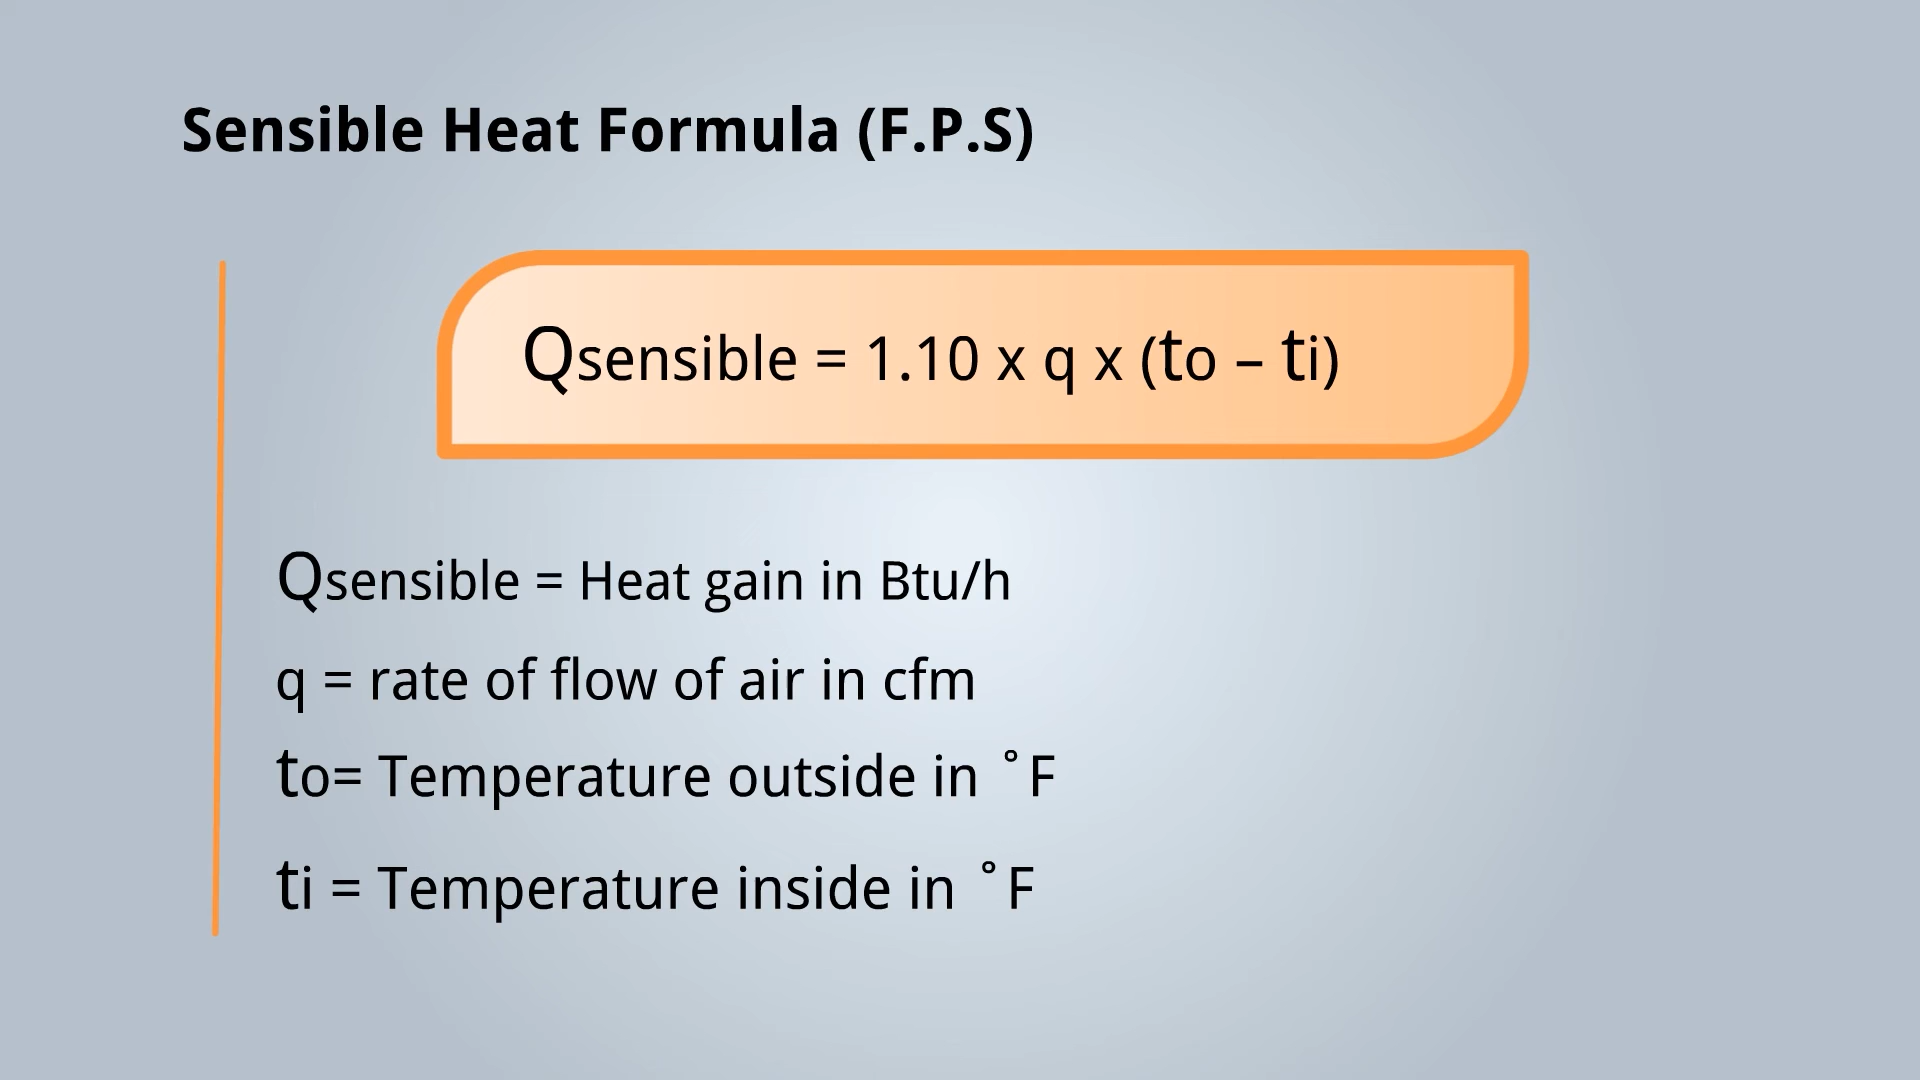 Sensible Heat Formula (F.P.S)
Qsensible = 1.10 x q x (to – ti)
Qsensible = Heat gain in Btu/h
q = rate of flow of air in cfm
to= Temperature outside in ˚F
ti = Temperature inside in ˚F